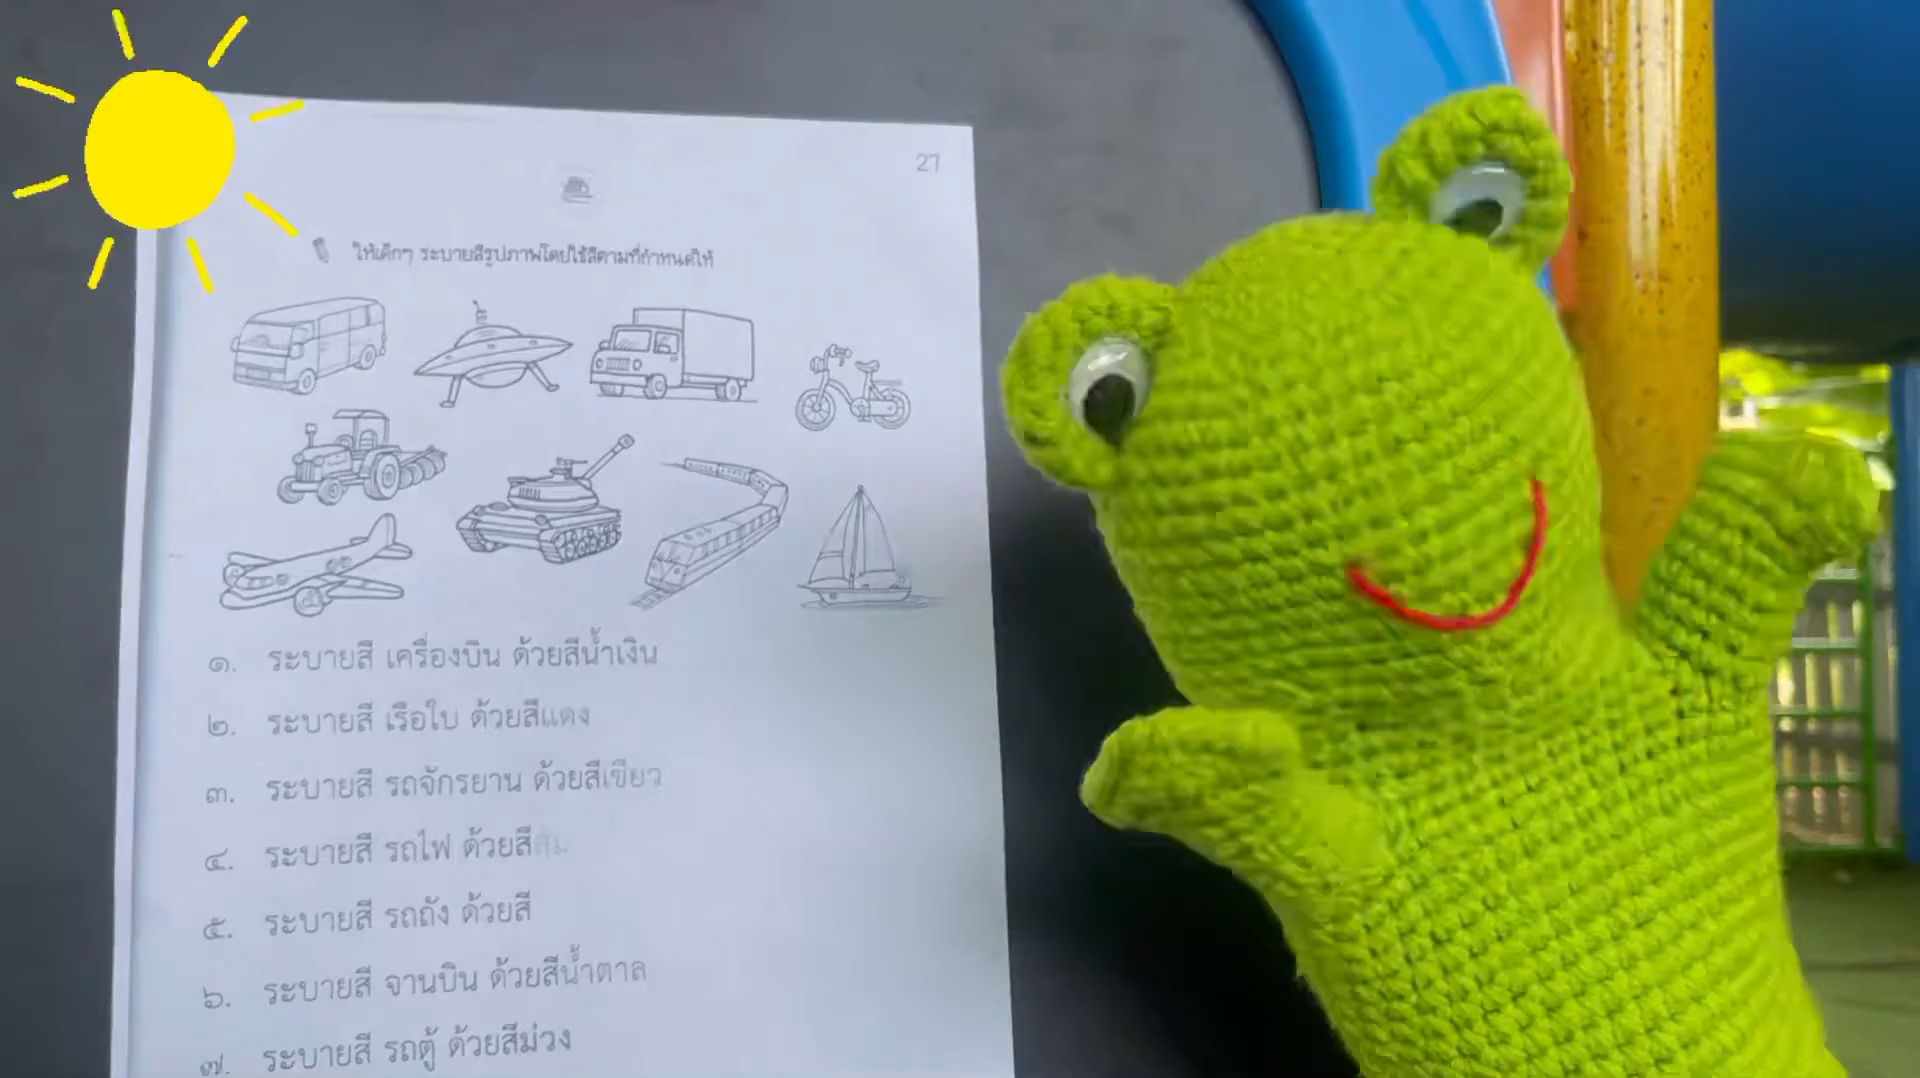 27
ให้เด็กๆ ระบายสีรูปภาพโดยใช้สีตามที่กำหนดให้
๑. ระบายสี เครื่องบิน ด้วยสีน้ำเงิน
๒. ระบายสี เรือใบ ด้วยสีแดง
๓. ระบายสี รถจักรยาน ด้วยสีเขียว
๔. ระบายสี รถไฟ ด้วยสีส้ม
๕. ระบายสี รถถัง ด้วยสี
๖. ระบายสี จานบิน ด้วยสีน้ำตาล
๗. ระบายสี รถตู้ ด้วยสีม่วง